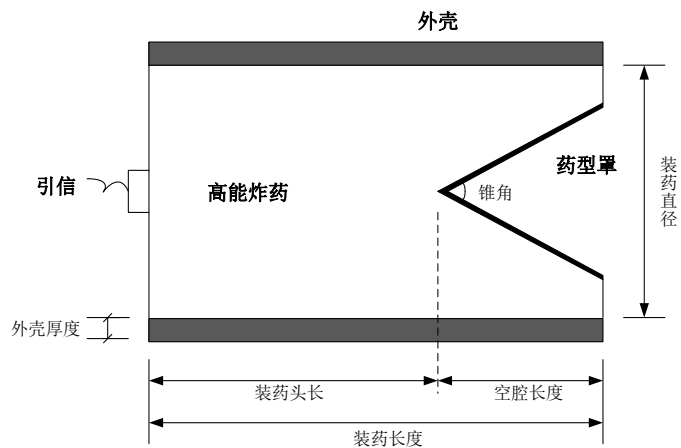 外壳
引信
高能炸药
药型罩
锥角
装药直径
外壳厚度
装药头长
空腔长度
装药长度